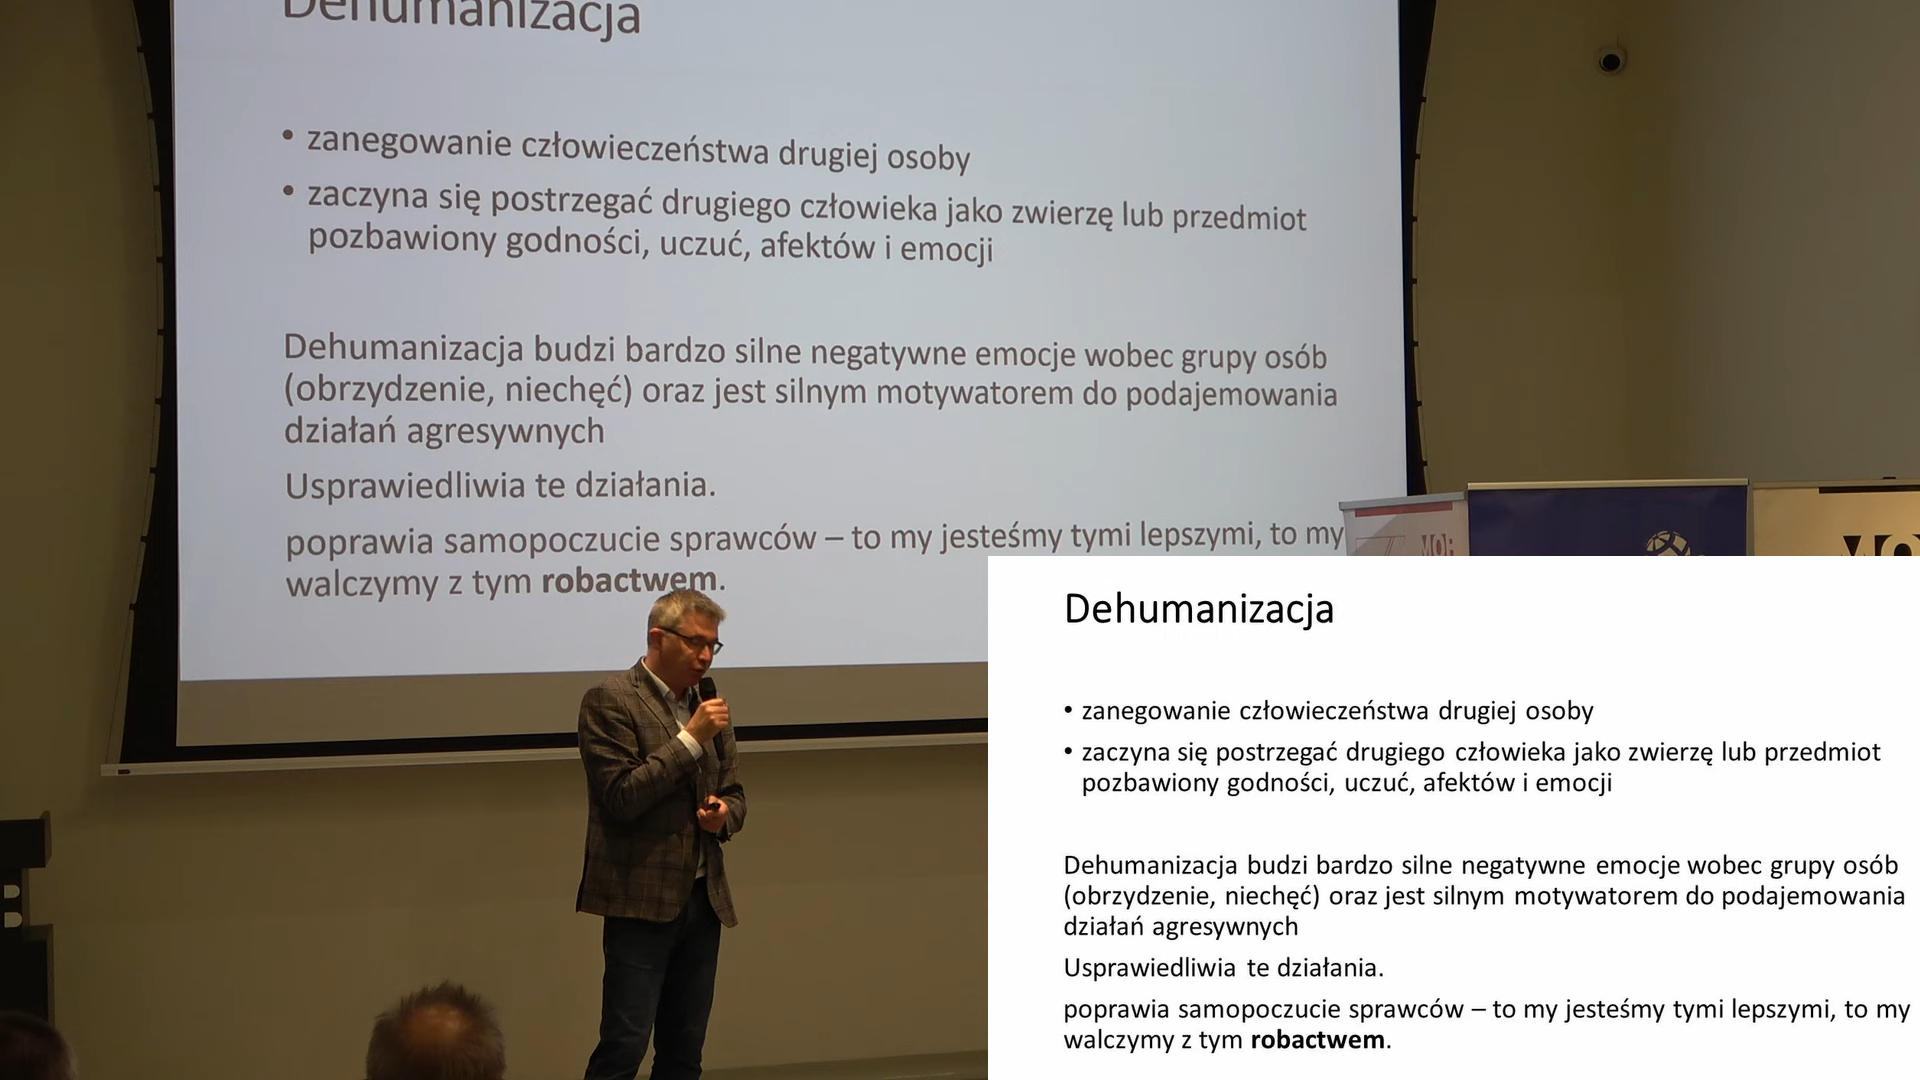 Dehumanizacja
• zanegowanie człowieczeństwa drugiej osoby
• zaczyna się postrzegać drugiego człowieka jako zwierzę lub przedmiot
pozbawiony godności, uczuć, afektów i emocji
Dehumanizacja budzi bardzo silne negatywne emocje wobec grupy osób
(obrzydzenie, niechęć) oraz jest silnym motywatorem do podajemowania
działań agresywnych
Usprawiedliwia te działania.
poprawia samopoczucie sprawców – to my jesteśmy tymi lepszymi, to my
walczymy z tym robactwem.
Dehumanizacja
• zanegowanie człowieczeństwa drugiej osoby
• zaczyna się postrzegać drugiego człowieka jako zwierzę lub przedmiot
pozbawiony godności, uczuć, afektów i emocji
Dehumanizacja budzi bardzo silne negatywne emocje wobec grupy osób
(obrzydzenie, niechęć) oraz jest silnym motywatorem do podajemowania
działań agresywnych
Usprawiedliwia te działania.
poprawia samopoczucie sprawców – to my jesteśmy tymi lepszymi, to my
walczymy z tym robactwem.